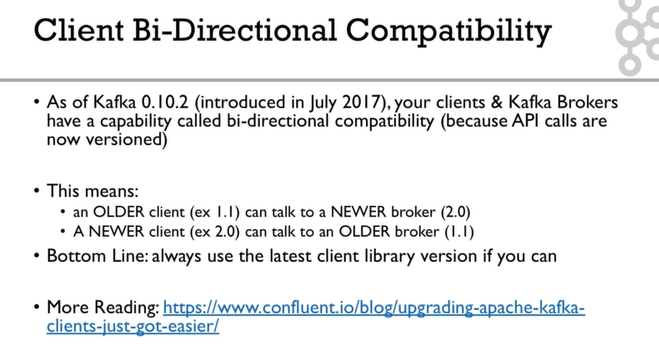 Client Bi-Directional Compatibility
• As of Kafka 0.10.2 (introduced in July 2017), your clients & Kafka Brokers
have a capability called bi-directional compatibility (because API calls are
now versioned)
• This means:
• an OLDER client (ex 1.1) can talk to a NEWER broker (2.0)
• A NEWER client (ex 2.0) can talk to an OLDER broker (1.1)
• Bottom Line: always use the latest client library version if you can
• More Reading: https://www.confluent.io/blog/upgrading-apache-kafka-
clients-just-got-easier/